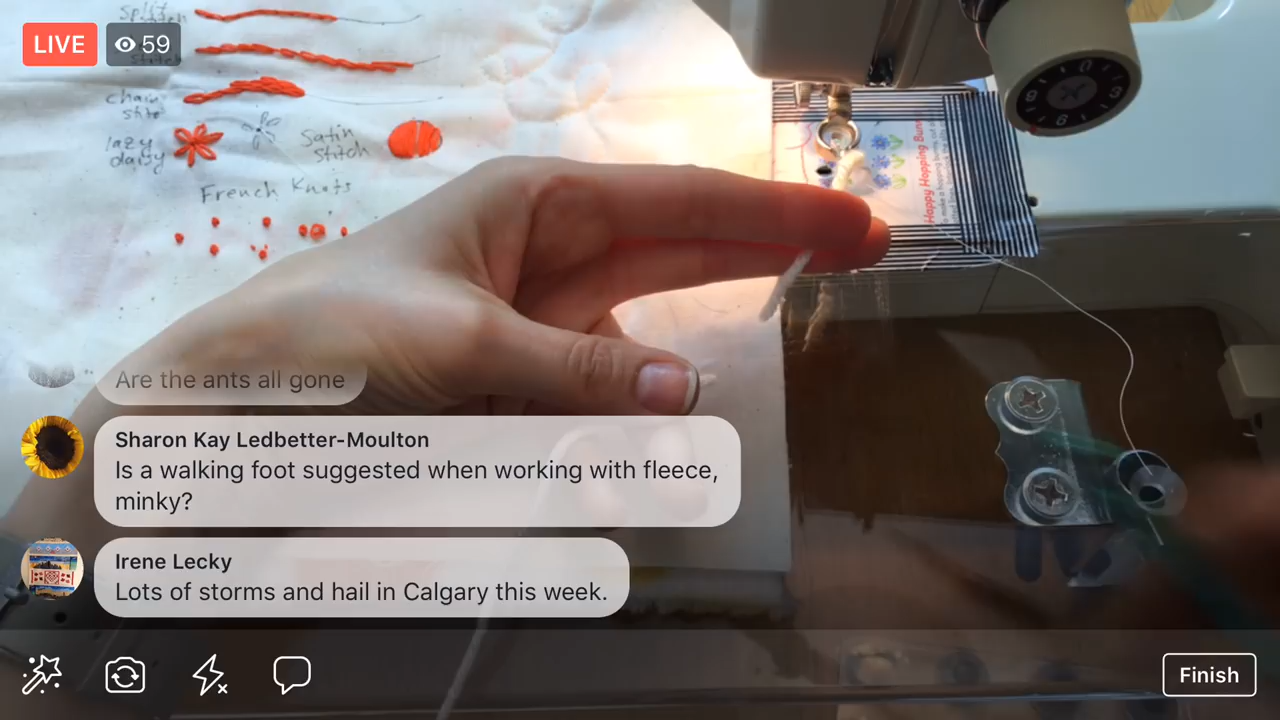 Split
LIVE
59
stitch
chain
stitc
lazy
daisy
Satin
Stitch
French Knots
Happy Hopping Bun
Are the ants all gone
Sharon Kay Ledbetter-Moulton
Is a walking foot suggested when working with fleece,
minky?
Irene Lecky
Lots of storms and hail in Calgary this week.
Finish